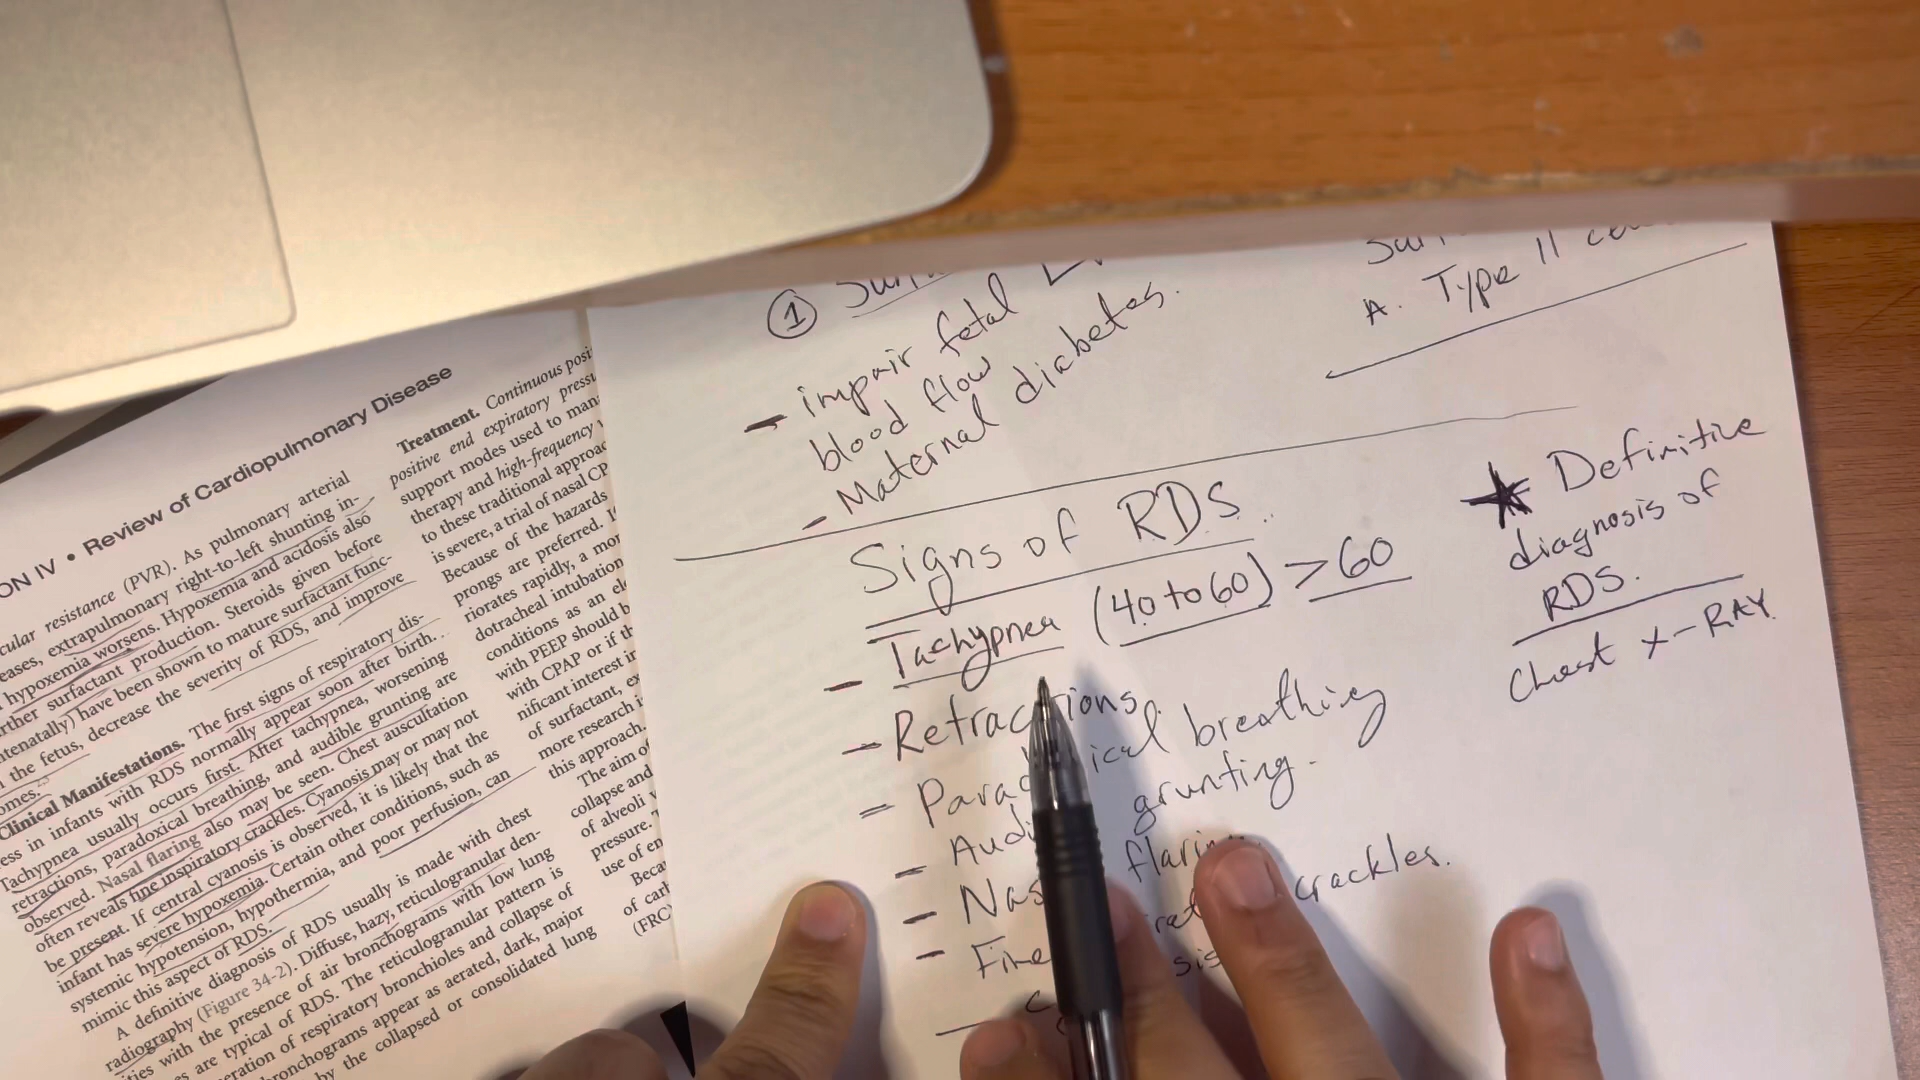 ON IV • Review of Cardiopulmonary Disease
cular resistance (PVR). As pulmonary arterial
eases, extrapulmonary right-to-left shunting in-
hypoxemia worsens. Hypoxemia and acidosis also
rther surfactant production. Steroids given before
ntenatally) have been shown to mature surfactant func-
the fetus, decrease the severity of RDS, and improve
omes.
Clinical Manifestations. The first signs of respiratory dis-
ess in infants with RDS normally appear soon after birth.
Tachypnea usually occurs first. After tachypnea, worsening
retractions, paradoxical breathing, and audible grunting are
observed. Nasal flaring also may be seen. Chest auscultation
often reveals fine inspiratory crackles. Cyanosis may or may not
be present. If central cyanosis is observed, it is likely that the
infant has severe hypoxemia. Certain other conditions, such as
systemic hypotension, hypothermia, and poor perfusion, can
mimic this aspect of RDS.
A definitive diagnosis of RDS usually is made with chest
radiography (Figure 34-2). Diffuse, hazy, reticulogranular den-
ities with the presence of air bronchograms with low lung
es are typical of RDS. The reticulogranular pattern is
eration of respiratory bronchioles and collapse of
bronchograms appear as aerated, dark, major
by the collapsed or consolidated lung
Treatment. Continuous posi
positive end expiratory pressu
support modes used to man
therapy and high-frequency v
to these traditional approac
is severe, a trial of nasal CP
Because of the hazards
prongs are preferred. I
riorates rapidly, a mor
dotracheal intubation
conditions as an el
with PEEP should b
with CPAP or if th
nificant interest in
of surfactant, ex
more research i
this approach.
The aim of
collapse and
of alveoli v
pressure.
use of en
Beca
of car
(FRC)
①
- impair fetal
blood flow
- Maternal diabetes.
A. Type II
Signs of RDS
- Tachypnea (40 to 60) >60
- Retractions.
- Parad ical breathing
- Audi grunting.
- Nas flaring
- Fine rat crackles.
★ Definitive
diagnosis of
RDS.
Chest X-RAY